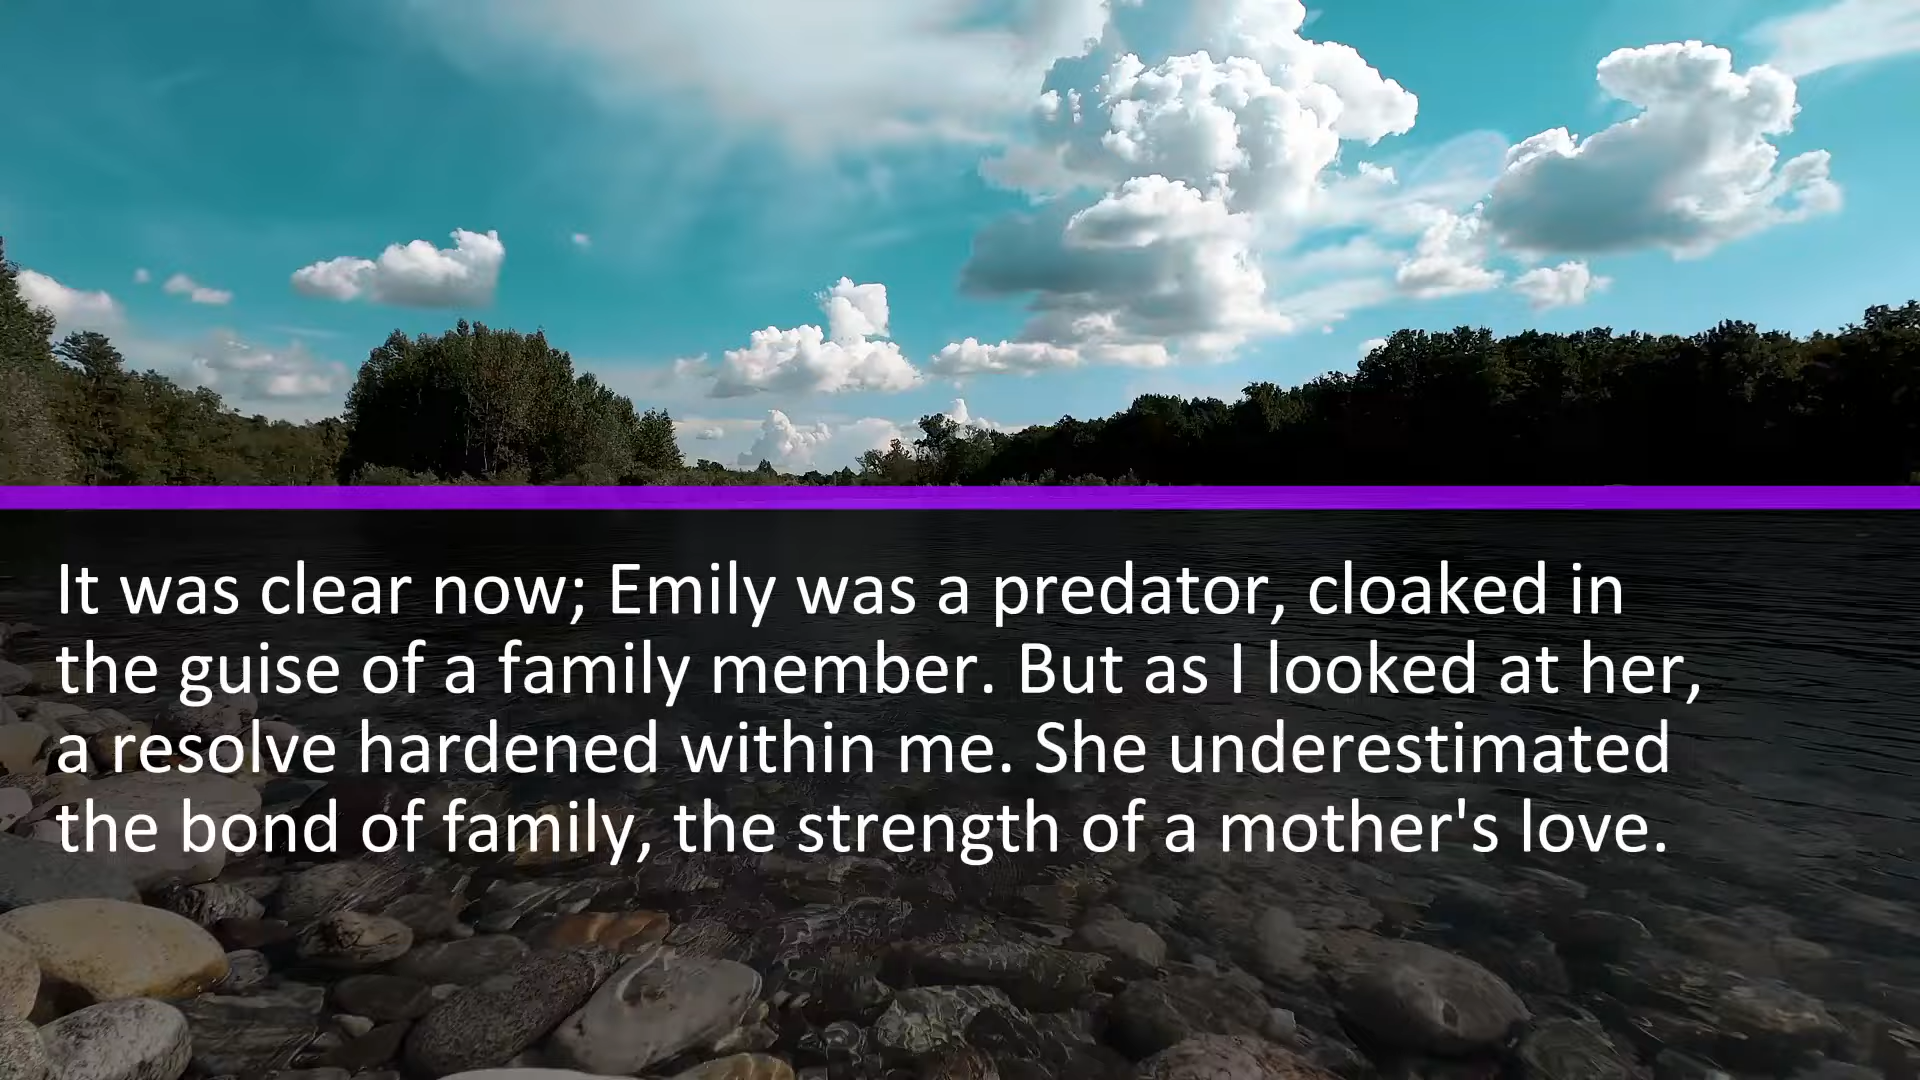 It was clear now; Emily was a predator, cloaked in
the guise of a family member. But as I looked at her,
a resolve hardened within me. She underestimated
the bond of family, the strength of a mother's love.